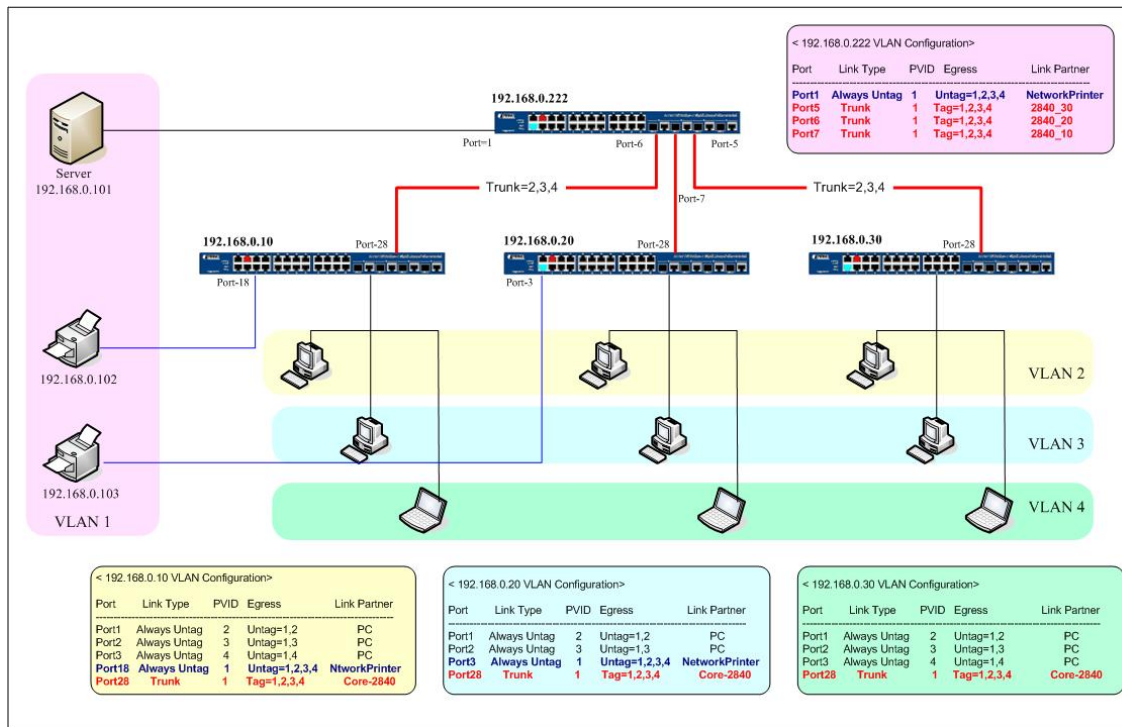 < 192.168.0.222 VLAN Configuration>
Port Link Type PVID Egress Link Partner
Port1 Always Untag 1 Untag=1,2,3,4 NetworkPrinter
Port5 Trunk 1 Tag=1,2,3,4 2840_30
Port6 Trunk 1 Tag=1,2,3,4 2840_20
Port7 Trunk 1 Tag=1,2,3,4 2840_10
192.168.0.222
Port=1
Port-6
Port-5
Server
192.168.0.101
Trunk=2,3,4
Port-7
Trunk=2,3,4
192.168.0.10
Port-28
192.168.0.20
Port-28
192.168.0.30
Port-28
Port-18
Port-3
192.168.0.102
VLAN 2
VLAN 3
192.168.0.103
VLAN 1
VLAN 4
< 192.168.0.10 VLAN Configuration>
Port Link Type PVID Egress Link Partner
Port1 Always Untag 2 Untag=1,2 PC
Port2 Always Untag 3 Untag=1,3 PC
Port3 Always Untag 4 Untag=1,4 PC
Port18 Always Untag 1 Untag=1,2,3,4 NtworkPrinter
Port28 Trunk 1 Tag=1,2,3,4 Core-2840
< 192.168.0.20 VLAN Configuration>
Port Link Type PVID Egress Link Partner
Port1 Always Untag 2 Untag=1,2 PC
Port2 Always Untag 3 Untag=1,3 PC
Port3 Always Untag 1 Untag=1,2,3,4 NetworkPrinter
Port28 Trunk 1 Tag=1,2,3,4 Core-2840
< 192.168.0.30 VLAN Configuration>
Port Link Type PVID Egress Link Partner
Port1 Always Untag 2 Untag=1,2 PC
Port2 Always Untag 3 Untag=1,3 PC
Port3 Always Untag 4 Untag=1,4 PC
Port28 Trunk 1 Tag=1,2,3,4 Core-2840